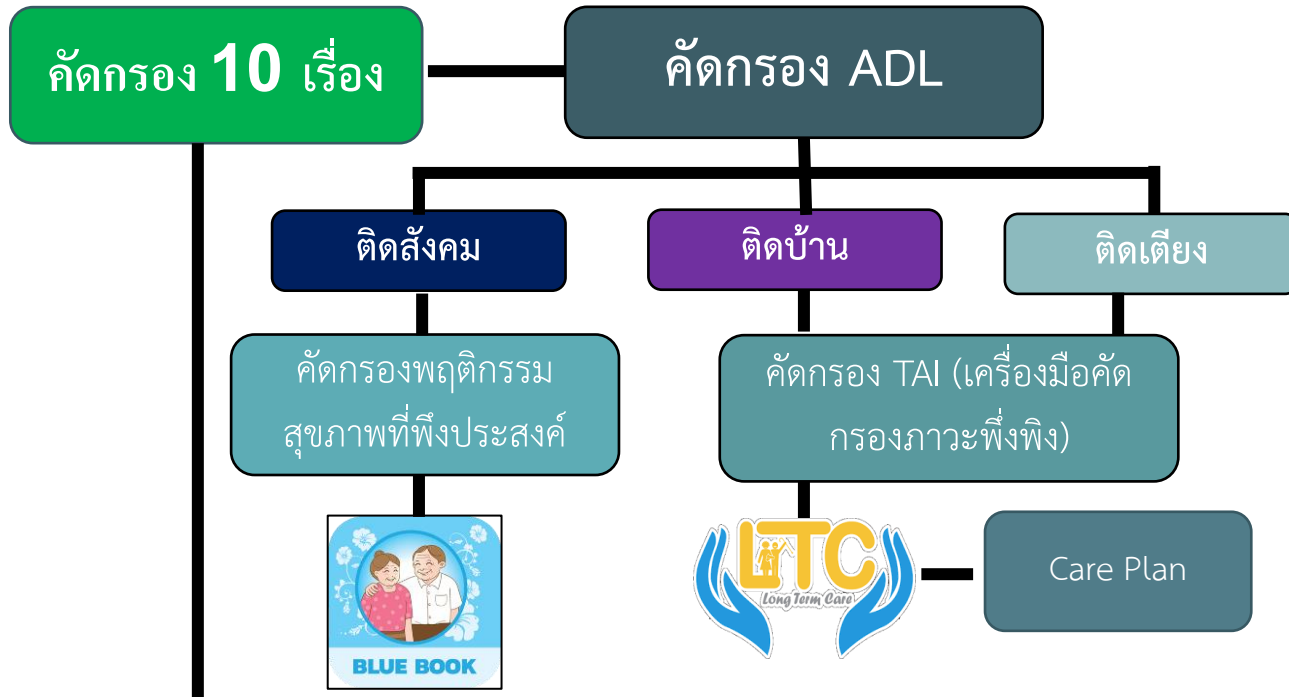 คัดกรอง 10 เรื่อง
คัดกรอง ADL
ติดสังคม
ติดบ้าน
ติดเตียง
คัดกรองพฤติกรรม
สุขภาพที่พึงประสงค์
คัดกรอง TAI (เครื่องมือคัด
กรองภาวะพึ่งพิง)
BLUE BOOK
LTC
Long Term Care
Care Plan